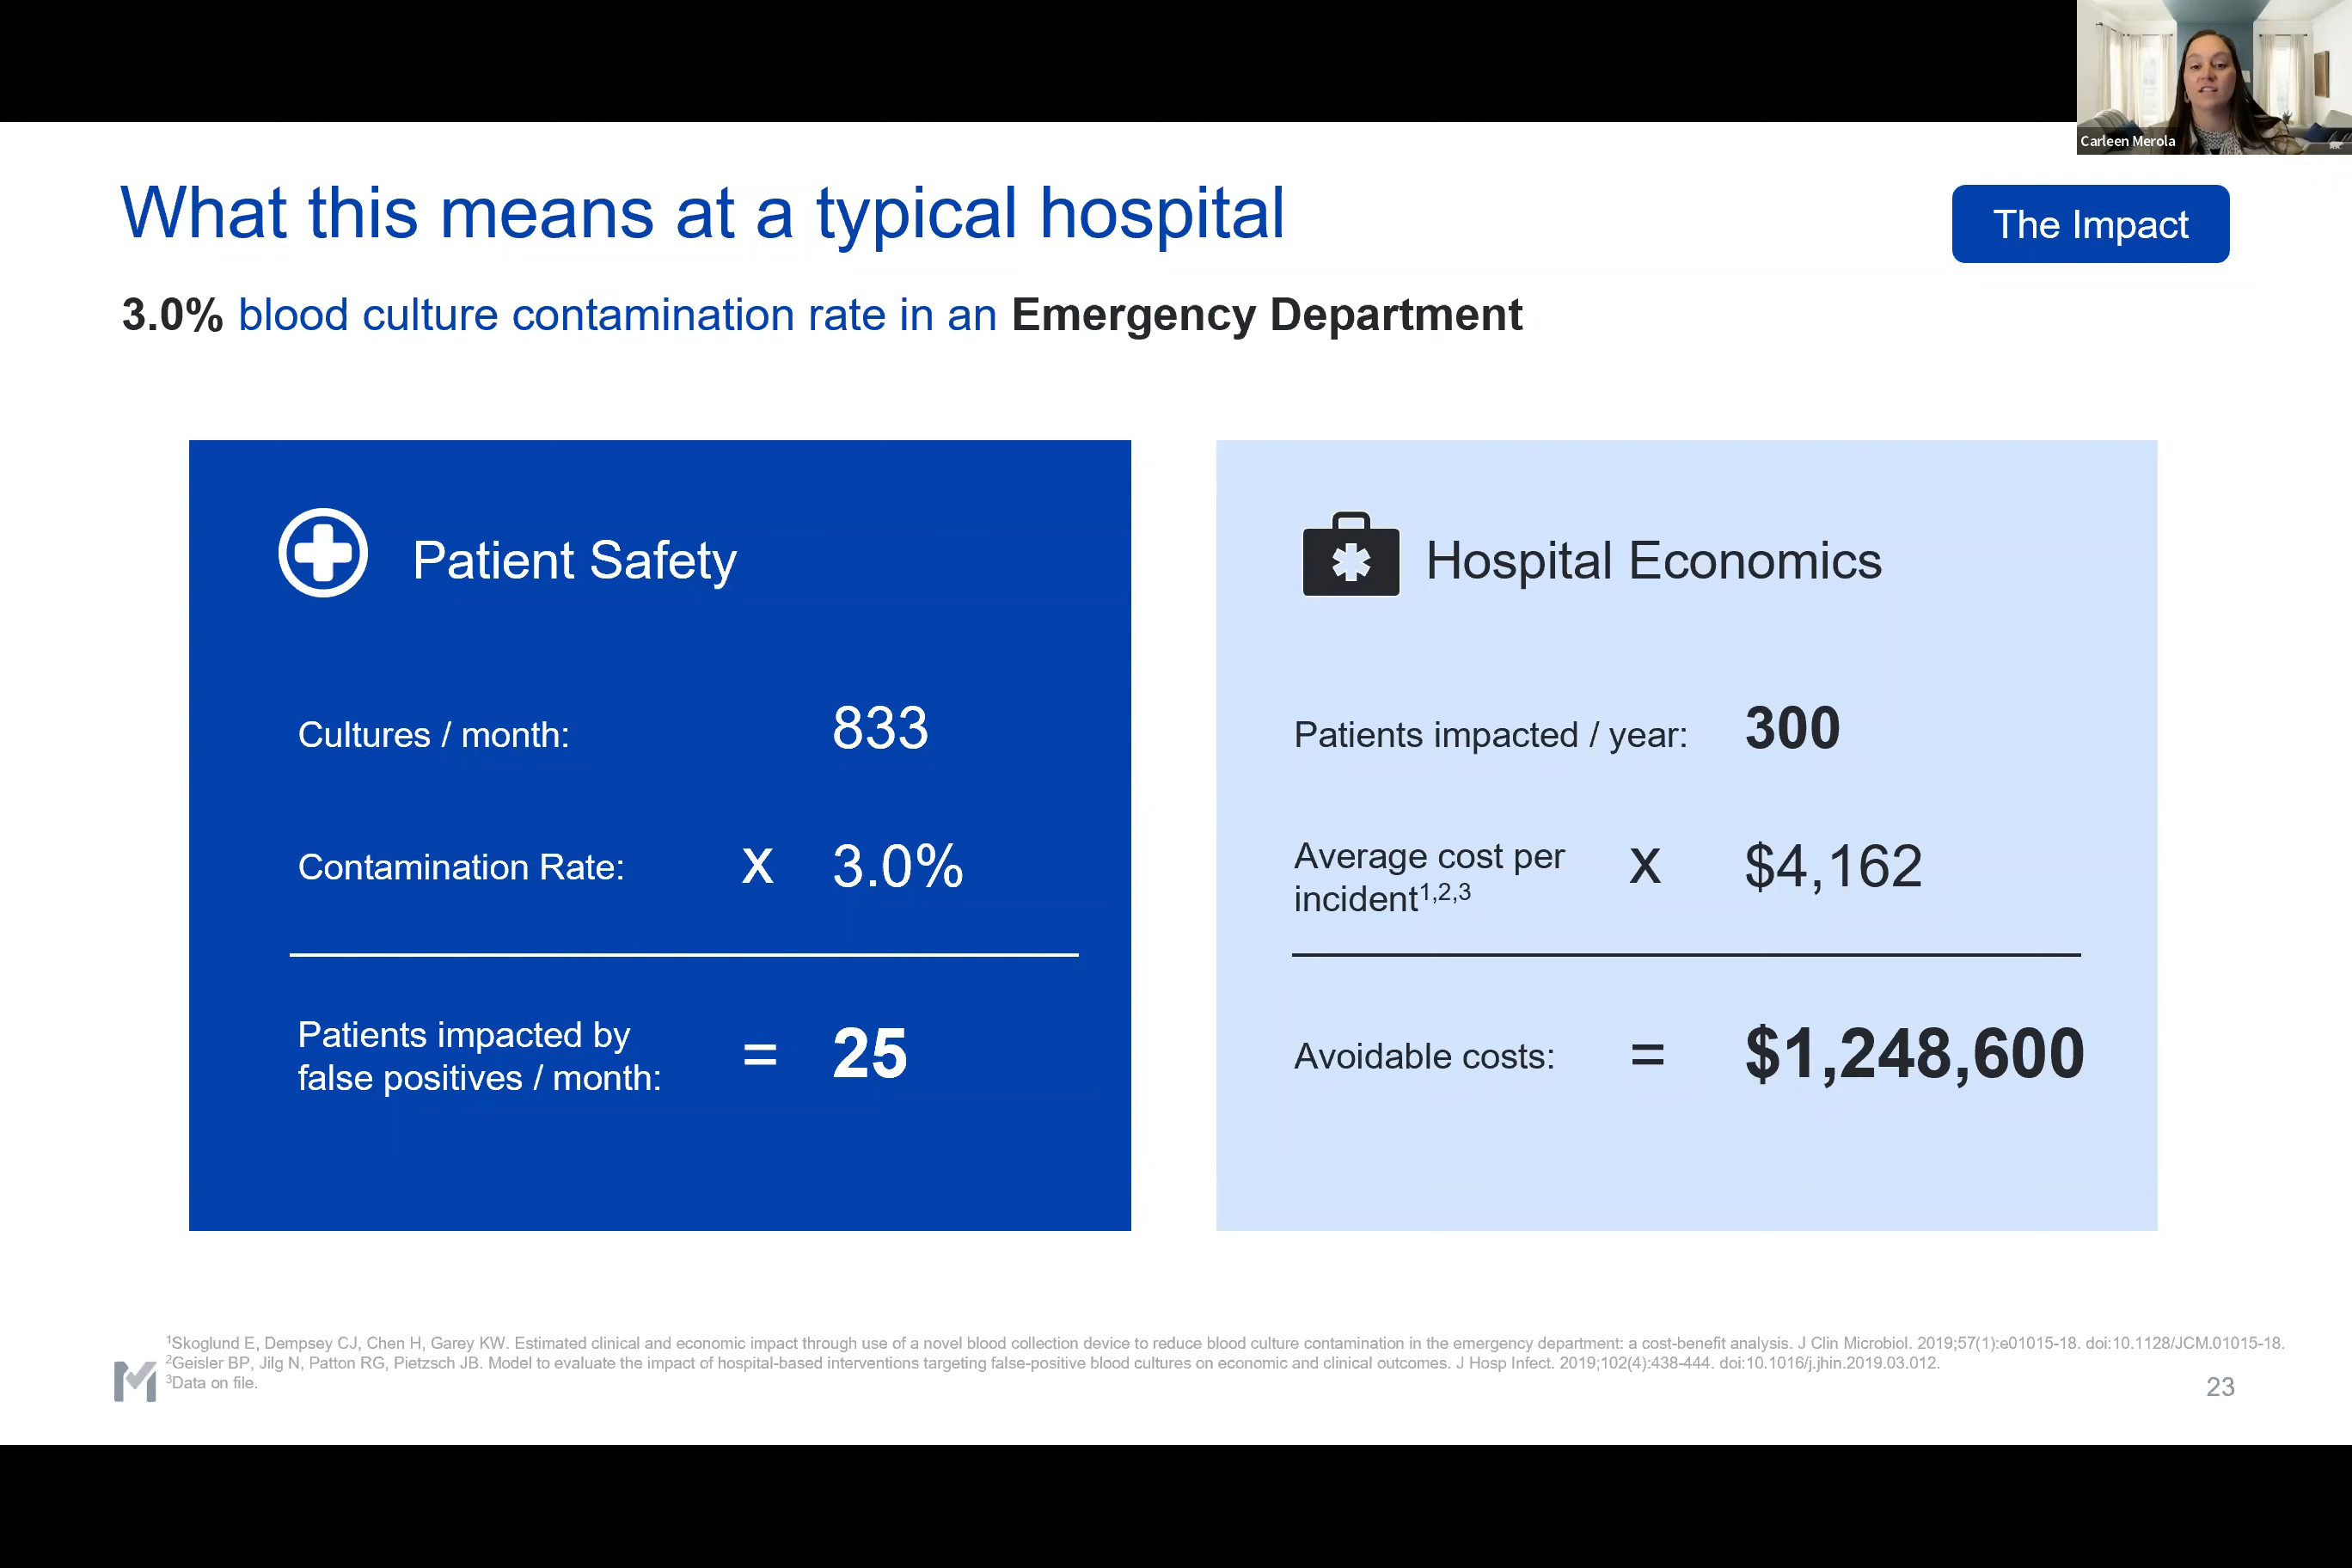 Carleen Merola
What this means at a typical hospital
The Impact
3.0% blood culture contamination rate in an Emergency Department
Patient Safety
Cultures / month: 833
Contamination Rate: X 3.0%
Patients impacted by
false positives / month: = 25
Hospital Economics
Patients impacted / year: 300
Average cost per
incident1,2,3 X $4,162
Avoidable costs: = $1,248,600
1Skoglund E, Dempsey CJ, Chen H, Garey KW. Estimated clinical and economic impact through use of a novel blood collection device to reduce blood culture contamination in the emergency department: a cost-benefit analysis. J Clin Microbiol. 2019;57(1):e01015-18. doi:10.1128/JCM.01015-18.
2Geisler BP, Jilg N, Patton RG, Pietzsch JB. Model to evaluate the impact of hospital-based interventions targeting false-positive blood cultures on economic and clinical outcomes. J Hosp Infect. 2019;102(4):438-444. doi:10.1016/j.jhin.2019.03.012.
3Data on file.
23